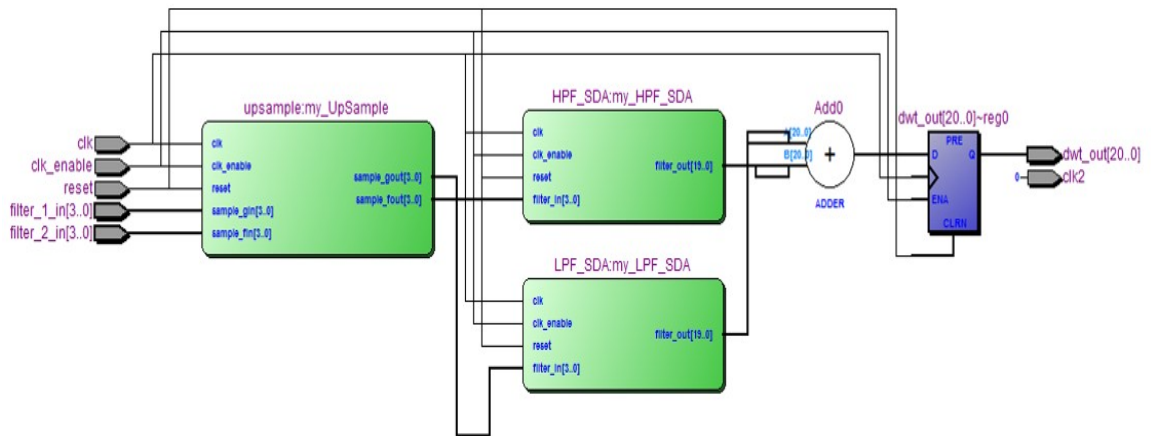 upsample:my_UpSample
clk
clk_enable
reset
filter_1_in[3..0]
filter_2_in[3..0]
clk
clk_enable
reset
sample_gin[3..0]
sample_fin[3..0]
sample_gout[3..0]
sample_fout[3..0]
HPF_SDA:my_HPF_SDA
clk
clk_enable
reset
filter_in[3..0]
filter_out[19..0]
LPF_SDA:my_LPF_SDA
clk
clk_enable
reset
filter_in[3..0]
filter_out[19..0]
Add0
A[20..0]
B[20..0]
+
ADDER
dwt_out[20..0]~reg0
PRE
D
Q
ENA
CLRN
dwt_out[20..0]
0
clk2